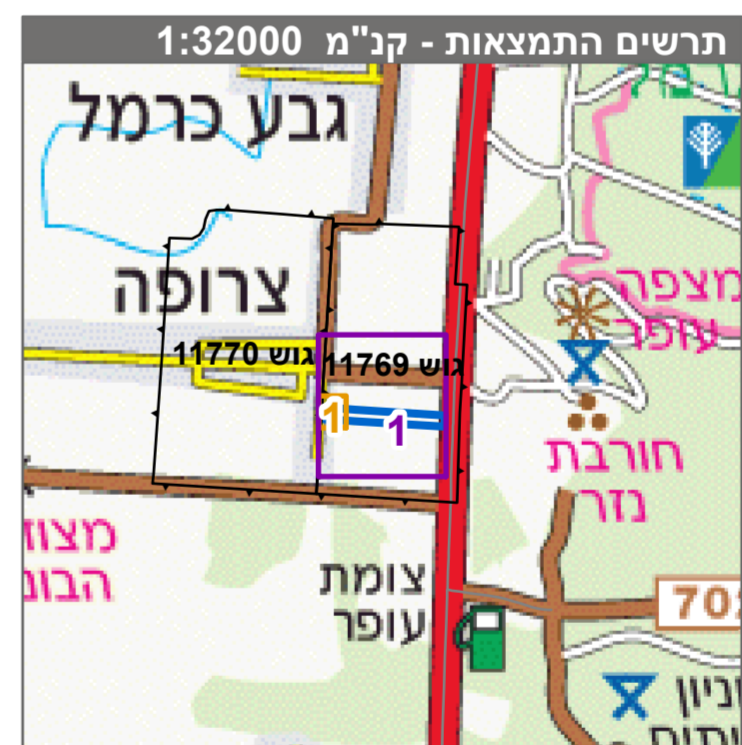 תרשים התמצאות - קנ"מ 1:32000
גבע כרמל
צרופה
מצפה
עופר
גוש 11770
גוש 11769
1
1
חורבת
נזר
צומת
עופר